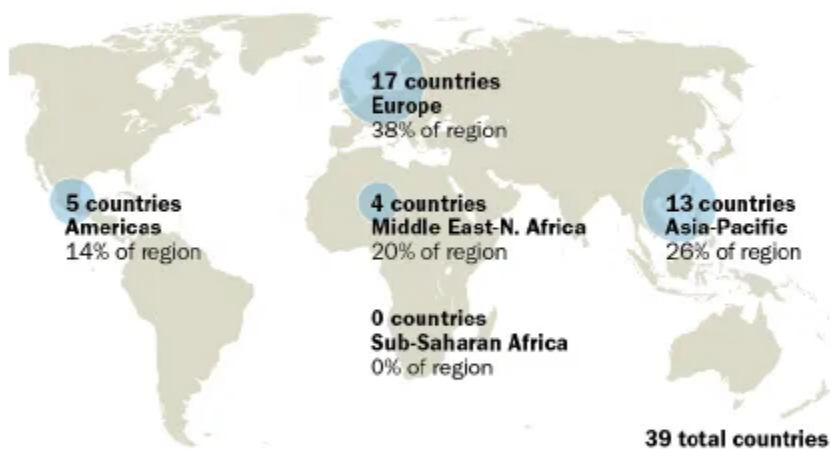 17 countries
Europe
38% of region
5 countries
Americas
14% of region
4 countries
Middle East-N. Africa
20% of region
13 countries
Asia-Pacific
26% of region
0 countries
Sub-Saharan Africa
0% of region
39 total countries